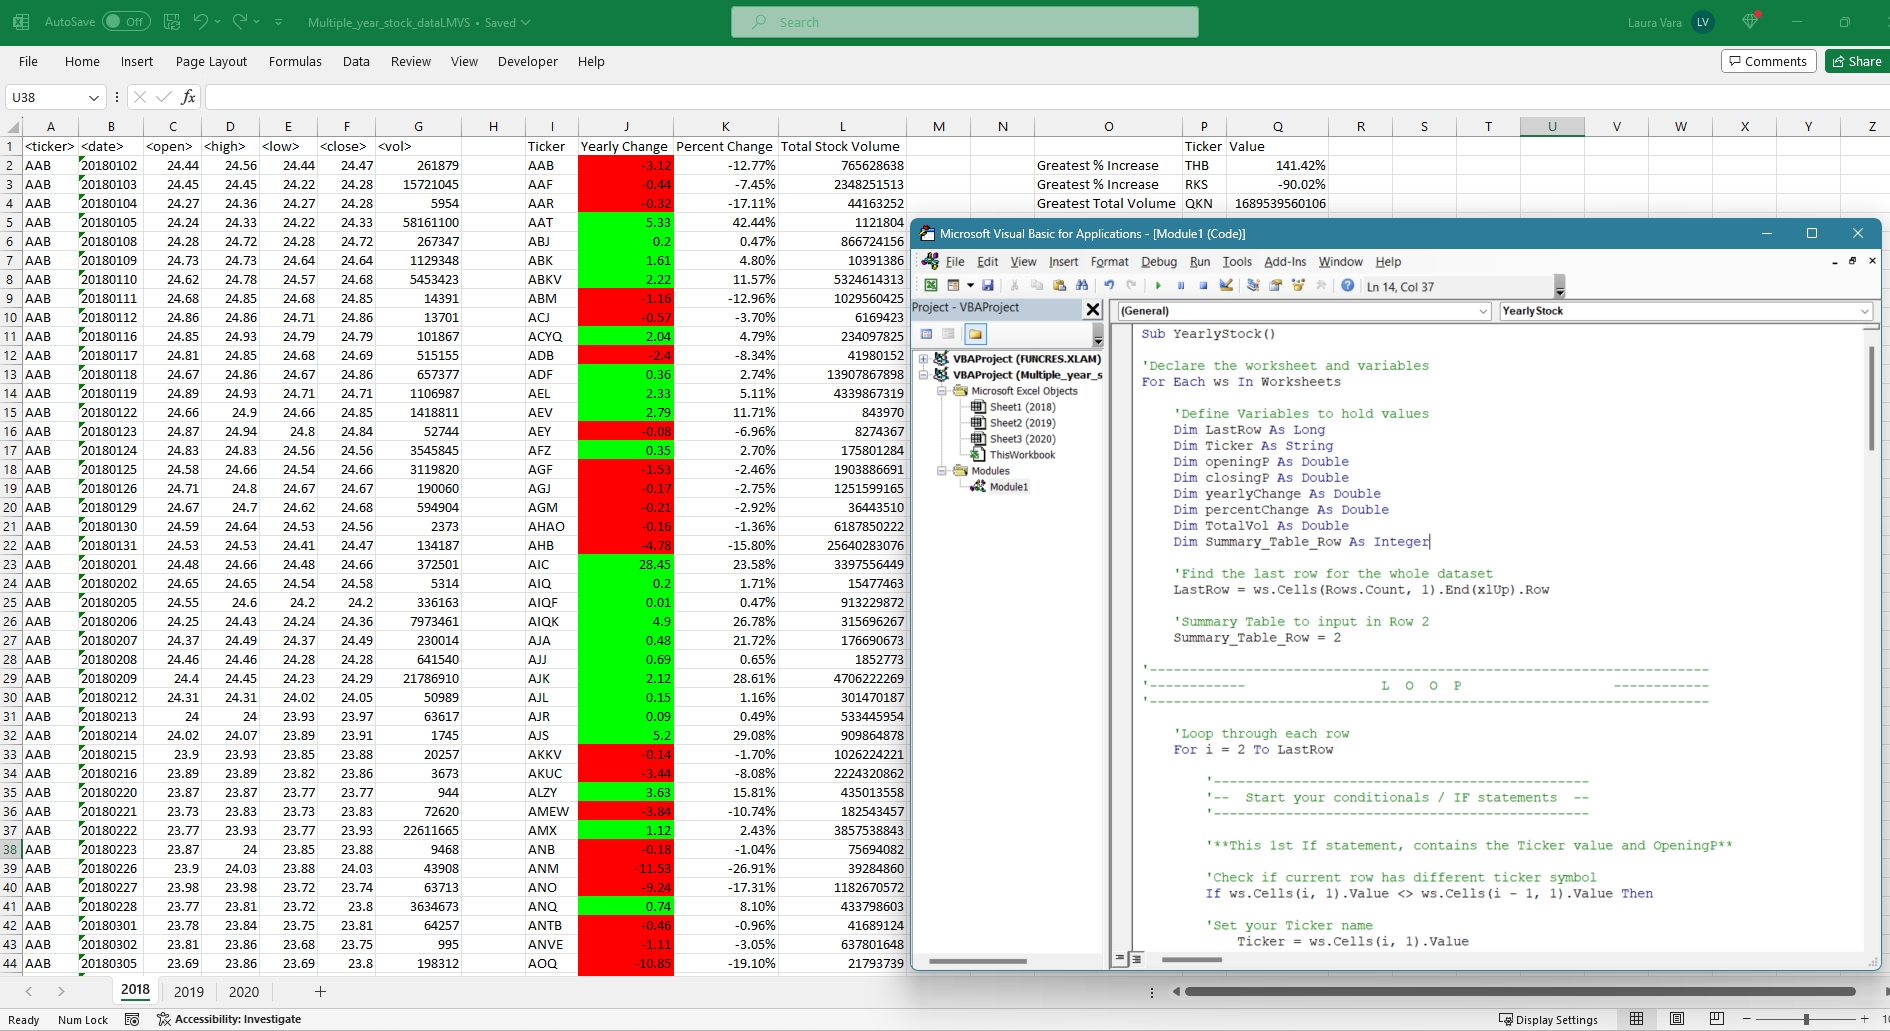 AutoSave Off Multiple_year_stock_dataLMVS • Saved Search Laura Vara LV
File Home Insert Page Layout Formulas Data Review View Developer Help Comments Share
U38 fx
A B C D E F G H I J K L M N O P Q R S T U V W X Y Z
1 <ticker> <date> <open> <high> <low> <close> <vol> Ticker Yearly Change Percent Change Total Stock Volume Ticker Value
2 AAB 20180102 24.44 24.56 24.44 24.47 261879 AAB -3.12 -12.77% 765628638 Greatest % Increase THB 141.42%
3 AAB 20180103 24.45 24.45 24.22 24.28 15721045 AAF -0.44 -7.45% 2348251513 Greatest % Increase RKS -90.02%
4 AAB 20180104 24.27 24.36 24.27 24.28 5954 AAR -0.32 -17.11% 44163252 Greatest Total Volume QKN 1689539560106
5 AAB 20180105 24.24 24.33 24.22 24.33 58161100 AAT 5.33 42.44% 1121804
6 AAB 20180108 24.28 24.72 24.28 24.72 267347 ABJ 0.2 0.47% 866724156
7 AAB 20180109 24.73 24.73 24.64 24.64 1129348 ABK 1.61 4.80% 10391386
8 AAB 20180110 24.62 24.78 24.57 24.68 5453423 ABKV 2.22 11.57% 5324614313
9 AAB 20180111 24.68 24.85 24.68 24.85 14391 ABM -1.16 -12.96% 1029560425
10 AAB 20180112 24.86 24.86 24.71 24.86 13701 ACJ -0.57 -3.70% 6169423
11 AAB 20180116 24.85 24.93 24.79 24.79 101867 ACYQ 2.04 4.79% 234097825
12 AAB 20180117 24.81 24.85 24.68 24.69 515155 ADB -2.4 -8.34% 41980152
13 AAB 20180118 24.67 24.86 24.67 24.86 657377 ADF 0.36 2.74% 13907867898
14 AAB 20180119 24.89 24.93 24.71 24.71 1106987 AEL 2.33 5.11% 4339867319
15 AAB 20180122 24.66 24.9 24.66 24.85 1418811 AEV 2.79 11.71% 843970
16 AAB 20180123 24.87 24.94 24.8 24.84 52744 AEY -0.08 -6.96% 8274367
17 AAB 20180124 24.83 24.83 24.56 24.56 3545845 AFZ 0.35 2.70% 175801284
18 AAB 20180125 24.58 24.66 24.54 24.66 3119820 AGF -1.53 -2.46% 1903886691
19 AAB 20180126 24.71 24.8 24.67 24.67 190060 AGJ -0.17 -2.75% 1251599165
20 AAB 20180129 24.67 24.7 24.62 24.68 594904 AGM -0.21 -2.92% 36443510
21 AAB 20180130 24.59 24.64 24.53 24.56 2373 AHAO -0.16 -1.36% 6187850222
22 AAB 20180131 24.53 24.53 24.41 24.47 134187 AHB -4.78 -15.80% 25640283076
23 AAB 20180201 24.48 24.66 24.48 24.66 372501 AIC 28.45 23.58% 3397556449
24 AAB 20180202 24.65 24.65 24.54 24.58 5314 AIQ 0.2 1.71% 15477463
25 AAB 20180205 24.55 24.6 24.2 24.2 336163 AIQF 0.01 0.47% 913229872
26 AAB 20180206 24.25 24.43 24.24 24.36 7973461 AIQK 4.9 26.78% 315696267
27 AAB 20180207 24.37 24.49 24.37 24.49 230014 AJA 0.48 21.72% 176690673
28 AAB 20180208 24.46 24.46 24.28 24.28 641540 AJJ 0.69 0.65% 1852773
29 AAB 20180209 24.4 24.45 24.23 24.29 21786910 AJK 2.12 28.61% 4706222269
30 AAB 20180212 24.31 24.31 24.02 24.05 50989 AJL 0.15 1.16% 301470187
31 AAB 20180213 24 24 23.93 23.97 63617 AJR 0.09 0.49% 533445954
32 AAB 20180214 24.02 24.07 23.89 23.91 1745 AJS 5.2 29.08% 909864878
33 AAB 20180215 23.9 23.93 23.85 23.88 20257 AKKV -0.14 -1.70% 1026224221
34 AAB 20180216 23.89 23.89 23.82 23.86 3673 AKUC -3.44 -8.08% 2224320862
35 AAB 20180220 23.87 23.87 23.77 23.77 944 ALZY 3.63 15.81% 435013558
36 AAB 20180221 23.73 23.83 23.73 23.83 72620 AMEW -3.84 -10.74% 182543457
37 AAB 20180222 23.77 23.93 23.77 23.93 22611665 AMX 1.12 2.43% 3857538843
38 AAB 20180223 23.87 24 23.85 23.88 9468 ANB -0.18 -1.04% 75694082
39 AAB 20180226 23.9 24.03 23.88 24.03 43908 ANM -11.53 -26.91% 39284860
40 AAB 20180227 23.98 23.98 23.72 23.74 63713 ANO -9.24 -17.31% 1182670572
41 AAB 20180228 23.77 23.81 23.72 23.8 3634673 ANQ 0.74 8.10% 433798603
42 AAB 20180301 23.78 23.84 23.75 23.81 64257 ANTB -0.46 -0.96% 41689124
43 AAB 20180302 23.81 23.86 23.68 23.75 995 ANVE -1.11 -3.05% 637801648
44 AAB 20180305 23.69 23.86 23.69 23.8 198312 AOQ -10.85 -19.10% 21793739
Microsoft Visual Basic for Applications - [Module1 (Code)]
File Edit View Insert Format Debug Run Tools Add-Ins Window Help
Ln 14, Col 37
Project - VBAProject
VBAProject (FUNCRES.XLAM)
VBAProject (Multiple_year_s
Microsoft Excel Objects
Sheet1 (2018)
Sheet2 (2019)
Sheet3 (2020)
ThisWorkbook
Modules
Module1
(General) YearlyStock
Sub YearlyStock()
'Declare the worksheet and variables
For Each ws In Worksheets
'Define Variables to hold values
Dim LastRow As Long
Dim Ticker As String
Dim openingP As Double
Dim closingP As Double
Dim yearlyChange As Double
Dim percentChange As Double
Dim TotalVol As Double
Dim Summary_Table_Row As Integer
'Find the last row for the whole dataset
LastRow = ws.Cells(Rows.Count, 1).End(xlUp).Row
'Summary Table to input in Row 2
Summary_Table_Row = 2
'----------------------------------------------------------------------
'------------ L O O P ------------
'----------------------------------------------------------------------
'Loop through each row
For i = 2 To LastRow
'-----------------------------------------------
'-- Start your conditionals / IF statements --
'-----------------------------------------------
'**This 1st If statement, contains the Ticker value and OpeningP**
'Check if current row has different ticker symbol
If ws.Cells(i, 1).Value <> ws.Cells(i - 1, 1).Value Then
'Set your Ticker name
Ticker = ws.Cells(i, 1).Value
2018 2019 2020
Ready Num Lock Accessibility: Investigate Display Settings